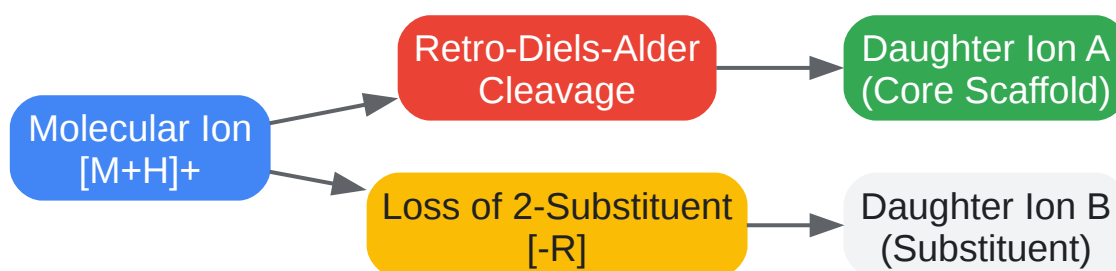 Molecular Ion
[M+H]+
Retro-Diels-Alder
Cleavage
Daughter Ion A
(Core Scaffold)
Loss of 2-Substituent
[-R]
Daughter Ion B
(Substituent)